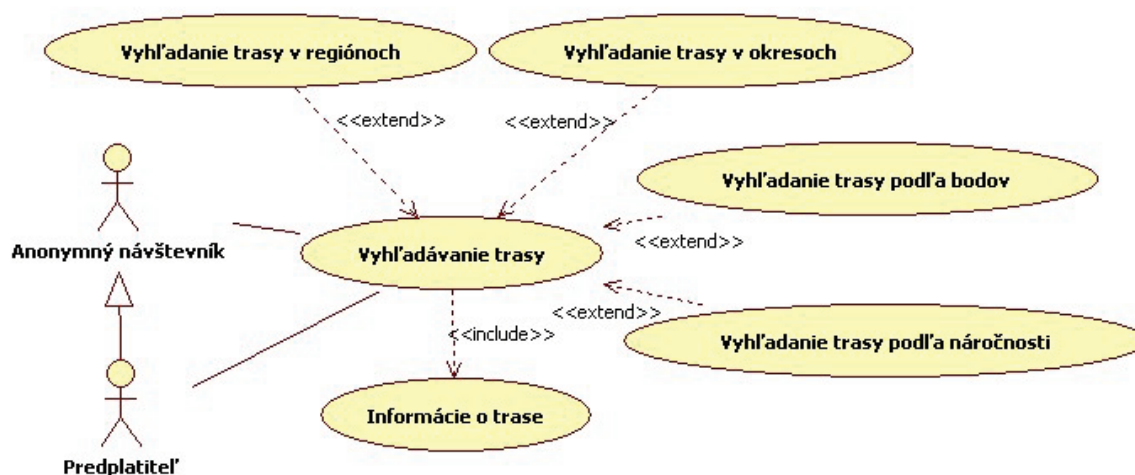 Vyhľadanie trasy v regiónoch
Vyhľadanie trasy v okresoch
<<extend>>
<<extend>>
Vyhľadanie trasy podľa bodov
Anonymný návštevník
<<extend>>
Vyhľadávanie trasy
<<extend>>
<<include>>
Vyhľadanie trasy podľa náročnosti
Informácie o trase
Predplatiteľ